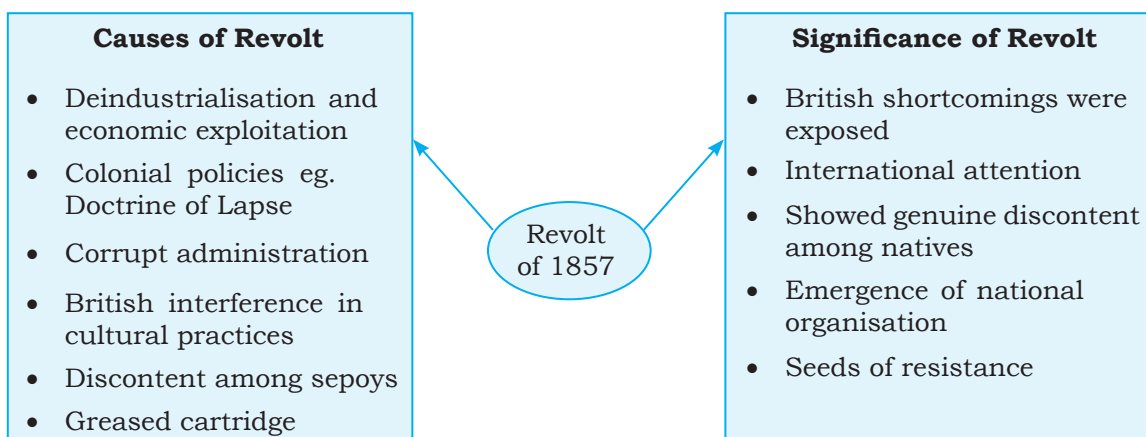 Causes of Revolt
• Deindustrialisation and
economic exploitation
• Colonial policies eg.
Doctrine of Lapse
• Corrupt administration
• British interference in
cultural practices
• Discontent among sepoys
• Greased cartridge
Revolt
of 1857
Significance of Revolt
• British shortcomings were
exposed
• International attention
• Showed genuine discontent
among natives
• Emergence of national
organisation
• Seeds of resistance